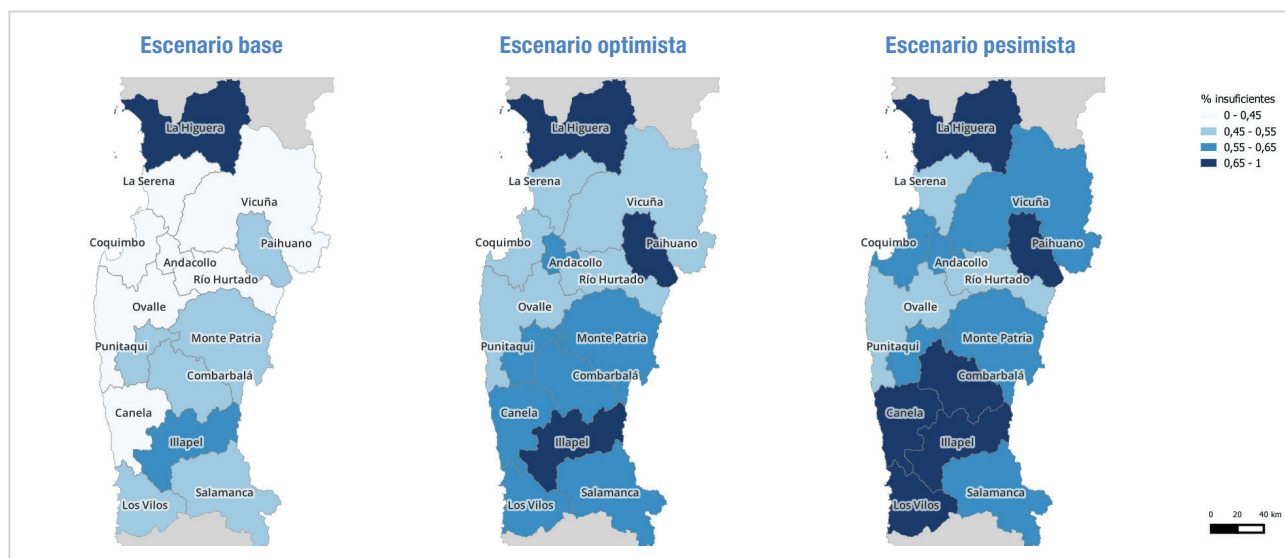 Escenario base
La Higuera
La Serena
Vicuña
Coquimbo
Paihuano
Andacollo
Río Hurtado
Ovalle
Monte Patria
Punitaqui
Combarbalá
Canela
Illapel
Salamanca
Los Vilos
Escenario optimista
La Higuera
La Serena
Vicuña
Coquimbo
Paihuano
Andacollo
Río Hurtado
Ovalle
Monte Patria
Punitaqui
Combarbalá
Canela
Illapel
Salamanca
Los Vilos
Escenario pesimista
La Higuera
La Serena
Vicuña
Coquimbo
Paihuano
Andacollo
Río Hurtado
Ovalle
Monte Patria
Punitaqui
Combarbalá
Canela
Illapel
Salamanca
Los Vilos
% insuficientes
0 - 0,45
0,45 - 0,55
0,55 - 0,65
0,65 - 1
0 20 40 km